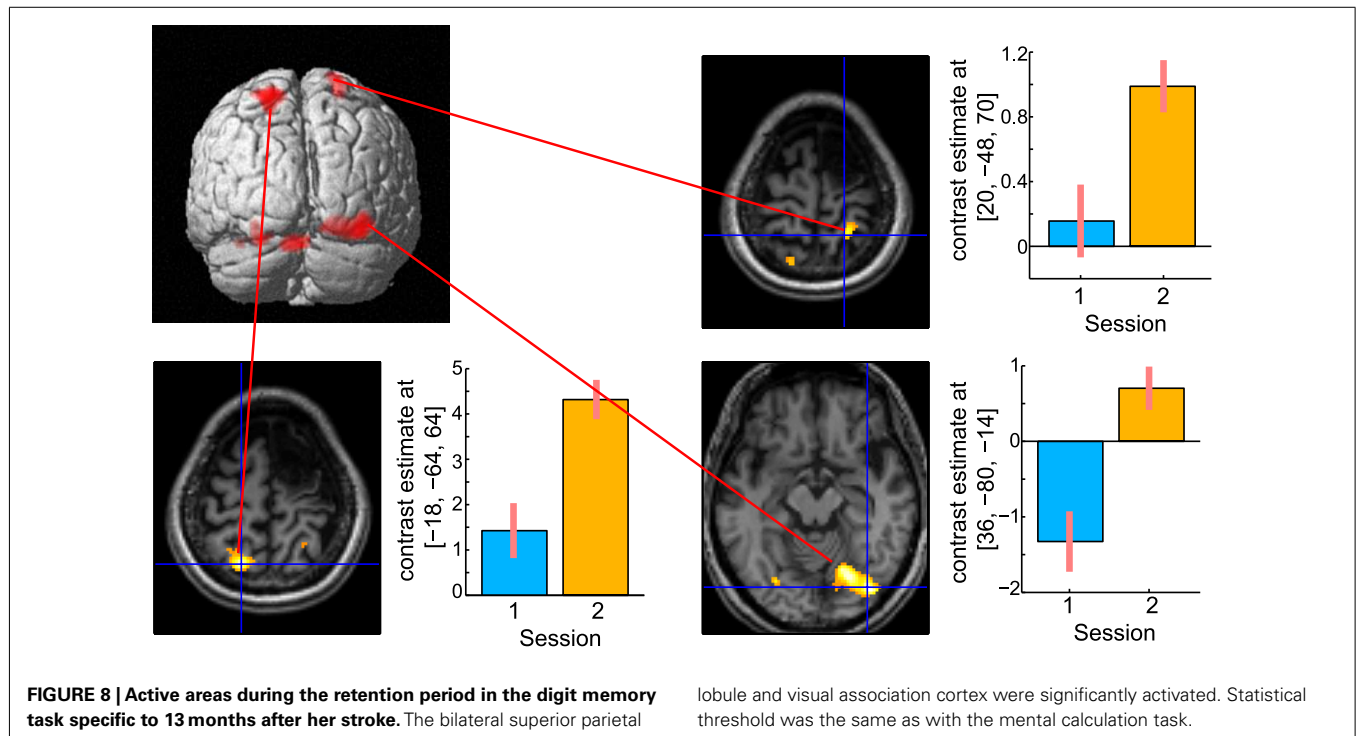 1.2
0.8
0.4
0
contrast estimate at
[20, −48, 70]
1 2
Session
5
4
3
2
1
0
contrast estimate at
[−18, −64, 64]
1 2
Session
1
0
−1
−2
contrast estimate at
[36, −80, −14]
1 2
Session
FIGURE 8 | Active areas during the retention period in the digit memory
task specific to 13 months after her stroke. The bilateral superior parietal
lobule and visual association cortex were significantly activated. Statistical
threshold was the same as with the mental calculation task.